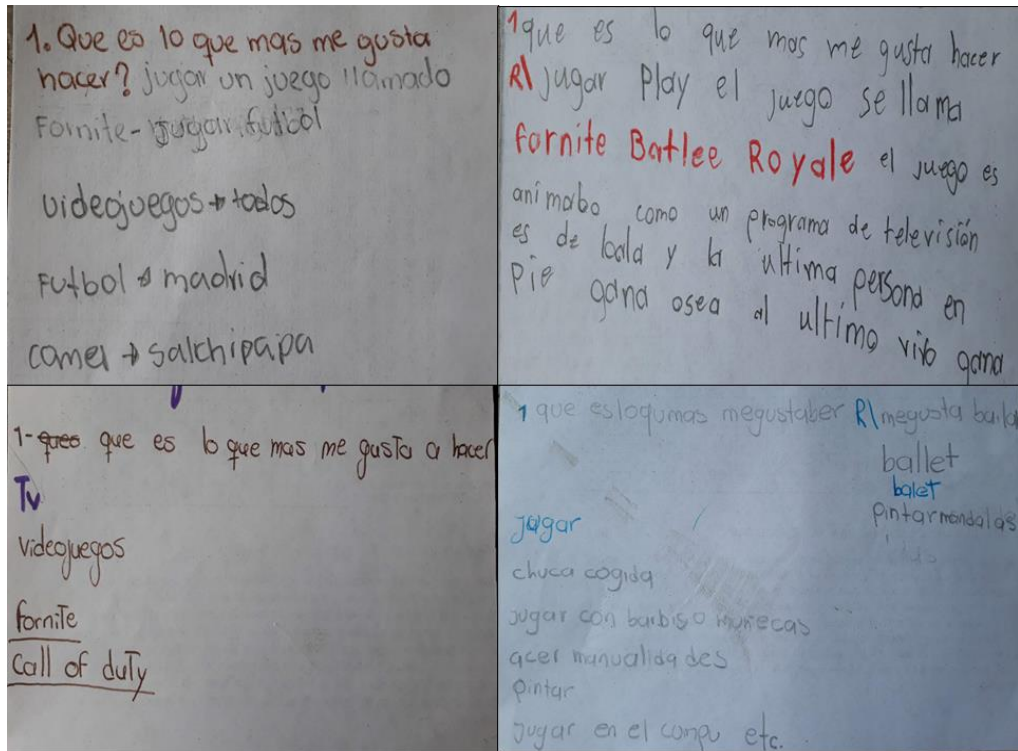 1. Que es lo que mas me gusta
hacer? jugar un juego llamado
Fornite - jugar futbol
videojuegos → todos
Futbol → madrid
comer → salchipapa
1 que es lo que mas me gusta hacer
R\ jugar Play el juego se llama
fornite Batlee Royale el juego es
animabo como un programa de televisión
es de bala y la ultima persona en
Pie gana osea al ultimo vivo gana
1- que es lo que mas me gusta a hacer
Tv
videojuegos
forniTe
Call of duTy
1 que esloqumas megustaber R\ megusta baila
ballet
balet
pintar mandalas
jugar
chuca cogida
jugar con barbis o muñecas
acer manualidades
pintar
jugar en el compu etc.